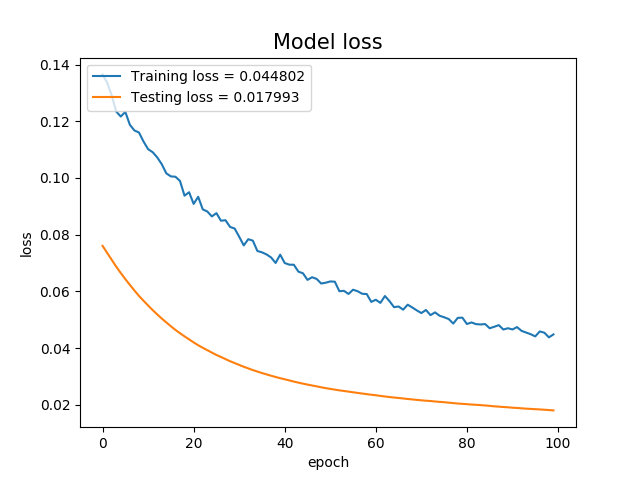 Model loss
Training loss = 0.044802
Testing loss = 0.017993
0.14
0.12
0.10
0.08
0.06
0.04
0.02
loss
0 20 40 60 80 100
epoch